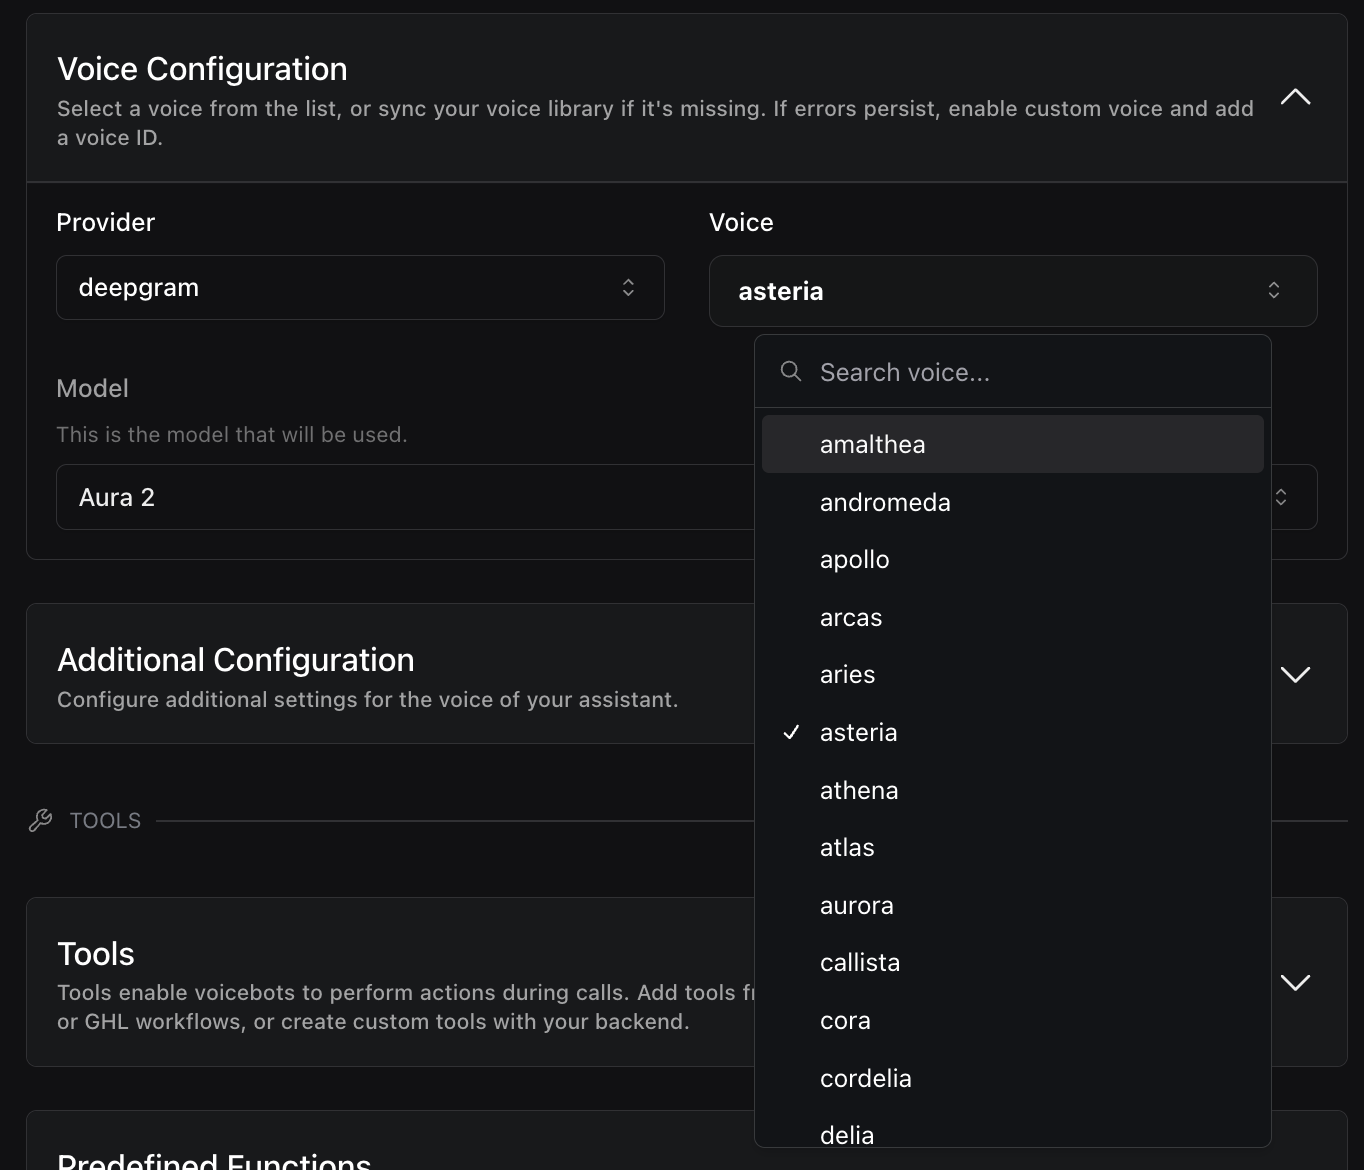 Voice Configuration
Select a voice from the list, or sync your voice library if it's missing. If errors persist, enable custom voice and add
a voice ID.
Provider
Voice
deepgram
asteria
Search voice...
amalthea
andromeda
apollo
arcas
aries
asteria
athena
atlas
aurora
callista
cora
cordelia
delia
Model
This is the model that will be used.
Aura 2
Additional Configuration
Configure additional settings for the voice of your assistant.
TOOLS
Tools
Tools enable voicebots to perform actions during calls. Add tools
or GHL workflows, or create custom tools with your backend.
Predefined Functions